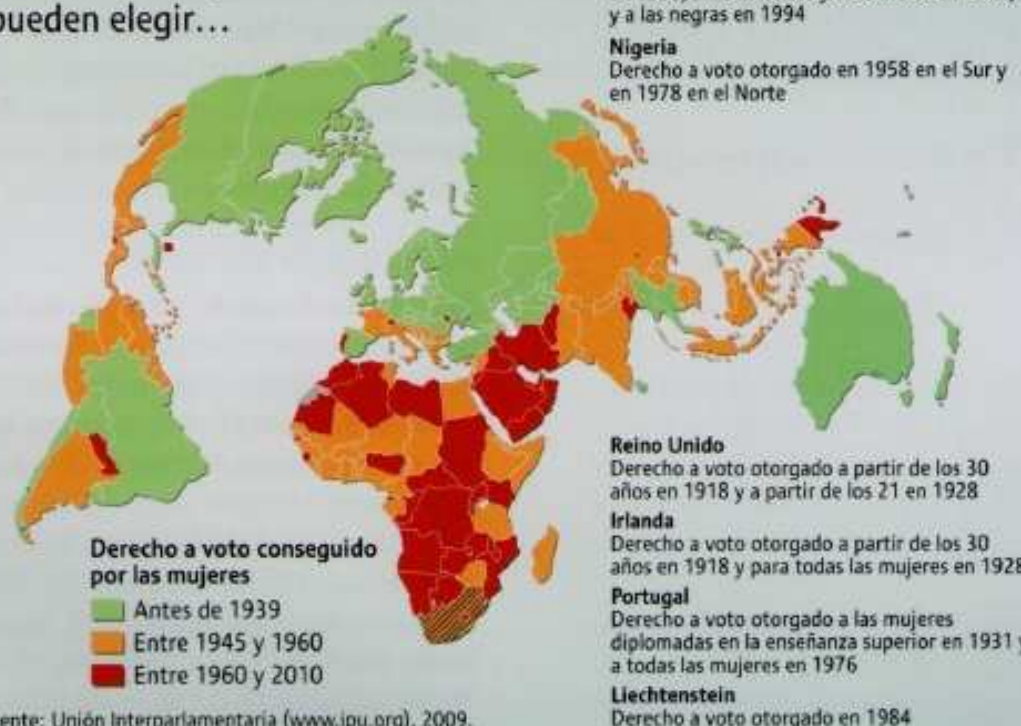 pueden elegir...
y a las negras en 1994
Nigeria
Derecho a voto otorgado en 1958 en el Sur y
en 1978 en el Norte
Reino Unido
Derecho a voto otorgado a partir de los 30
años en 1918 y a partir de los 21 en 1928
Irlanda
Derecho a voto otorgado a partir de los 30
años en 1918 y para todas las mujeres en 1928
Portugal
Derecho a voto otorgado a las mujeres
diplomadas en la enseñanza superior en 1931 y
a todas las mujeres en 1976
Liechtenstein
Derecho a voto otorgado en 1984
Derecho a voto conseguido
por las mujeres
Antes de 1939
Entre 1945 y 1960
Entre 1960 y 2010
ente: Unión Interparlamentaria (www.ipu.org), 2009.